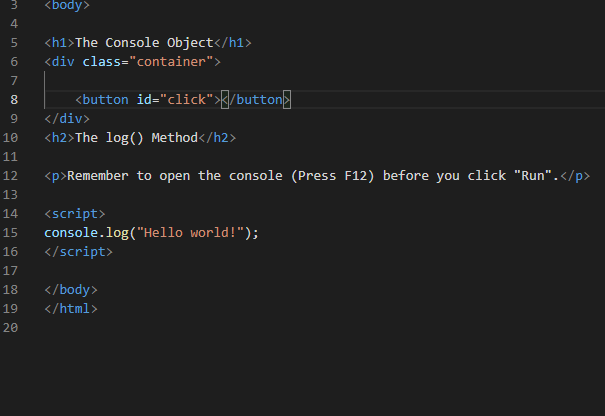 3 <body>
4
5 <h1>The Console Object</h1>
6 <div class="container">
7
8     <button id="click"></button>
9 </div>
10 <h2>The log() Method</h2>
11
12 <p>Remember to open the console (Press F12) before you click "Run".</p>
13
14 <script>
15 console.log("Hello world!");
16 </script>
17
18 </body>
19 </html>
20